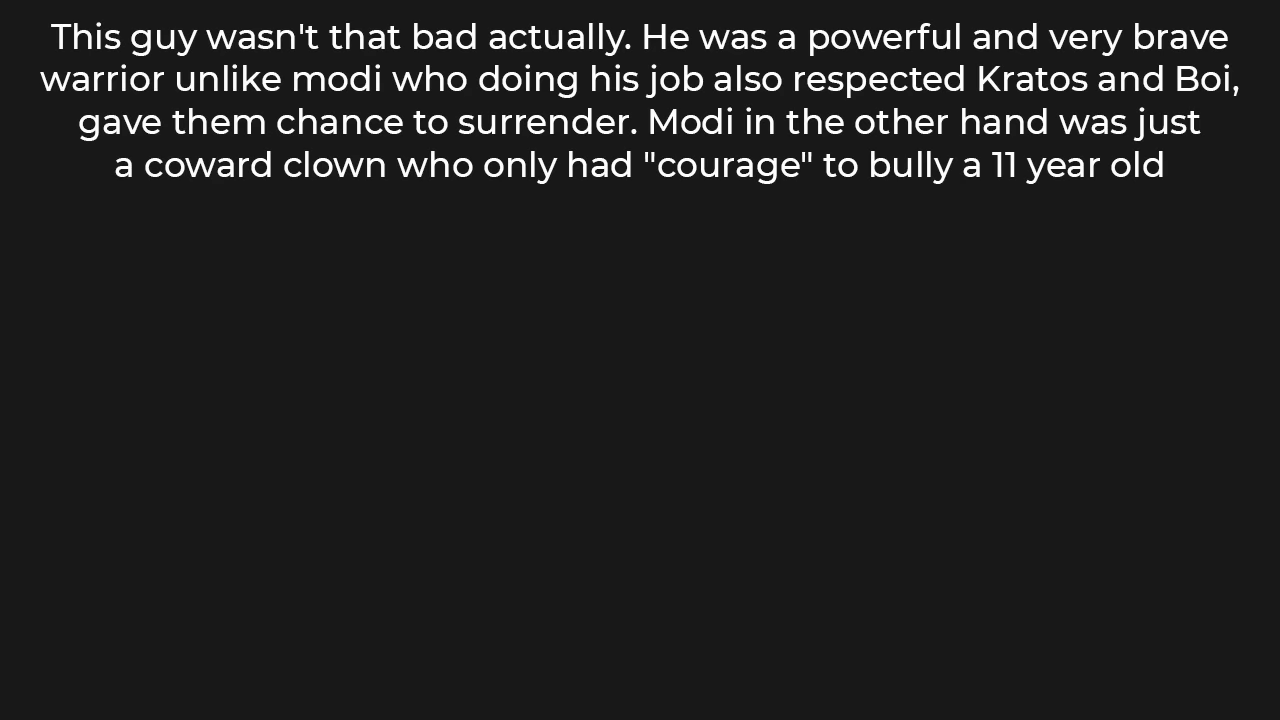 This guy wasn't that bad actually. He was a powerful and very brave
warrior unlike modi who doing his job also respected Kratos and Boi,
gave them chance to surrender. Modi in the other hand was just
a coward clown who only had "courage" to bully a 11 year old